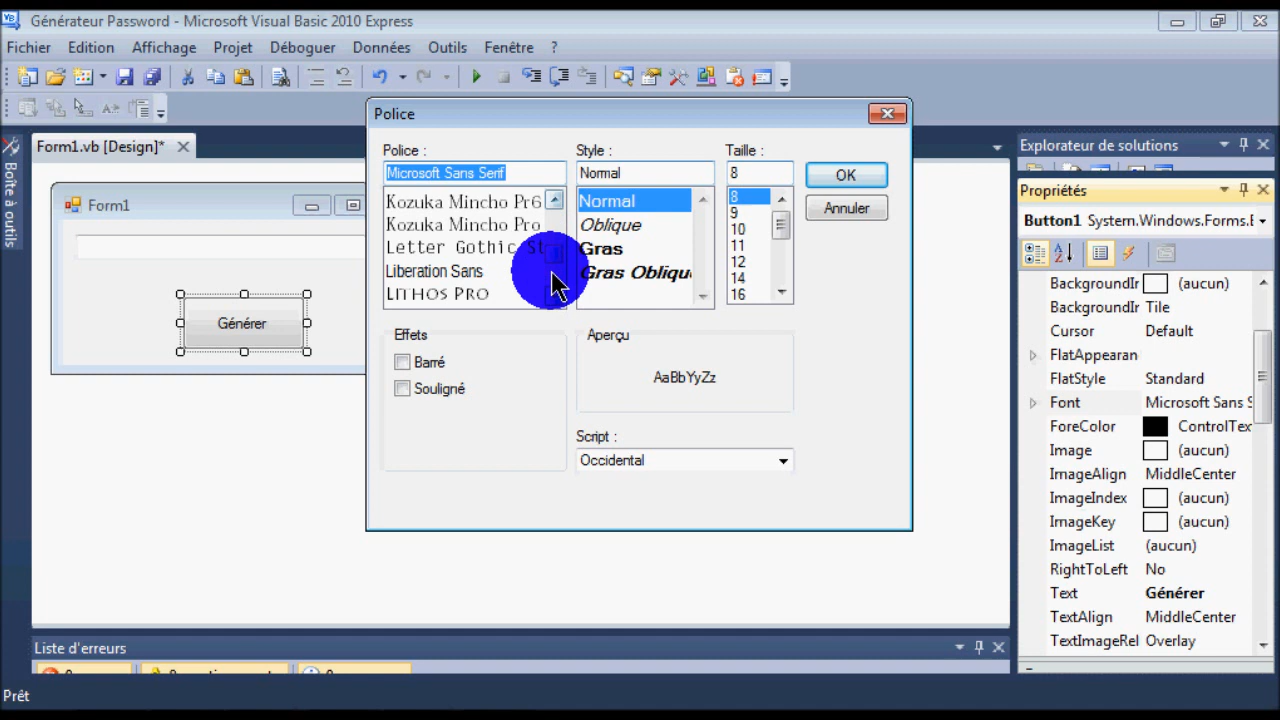 Générateur Password - Microsoft Visual Basic 2010 Express
Fichier Edition Affichage Projet Déboguer Données Outils Fenêtre ?
Form1.vb [Design]*
Boîte à outils
Form1
Générer
Police
Police :
Microsoft Sans Serif
Kozuka Mincho Pr6
Kozuka Mincho Pro
Letter Gothic St
Liberation Sans
LITHOS PRO
Style :
Normal
Normal
Oblique
Gras
Gras Obliqu
Taille :
8
8
9
10
11
12
14
16
OK
Annuler
Effets
Barré
Souligné
Aperçu
AaBbYyZz
Script :
Occidental
Explorateur de solutions
Propriétés
Button1 System.Windows.Forms.B
BackgroundIr (aucun)
BackgroundIr Tile
Cursor Default
FlatAppearan
FlatStyle Standard
Font Microsoft Sans S
ForeColor ControlTex
Image (aucun)
ImageAlign MiddleCenter
ImageIndex (aucun)
ImageKey (aucun)
ImageList (aucun)
RightToLeft No
Text Générer
TextAlign MiddleCenter
TextImageRel Overlay
Liste d'erreurs
Prêt